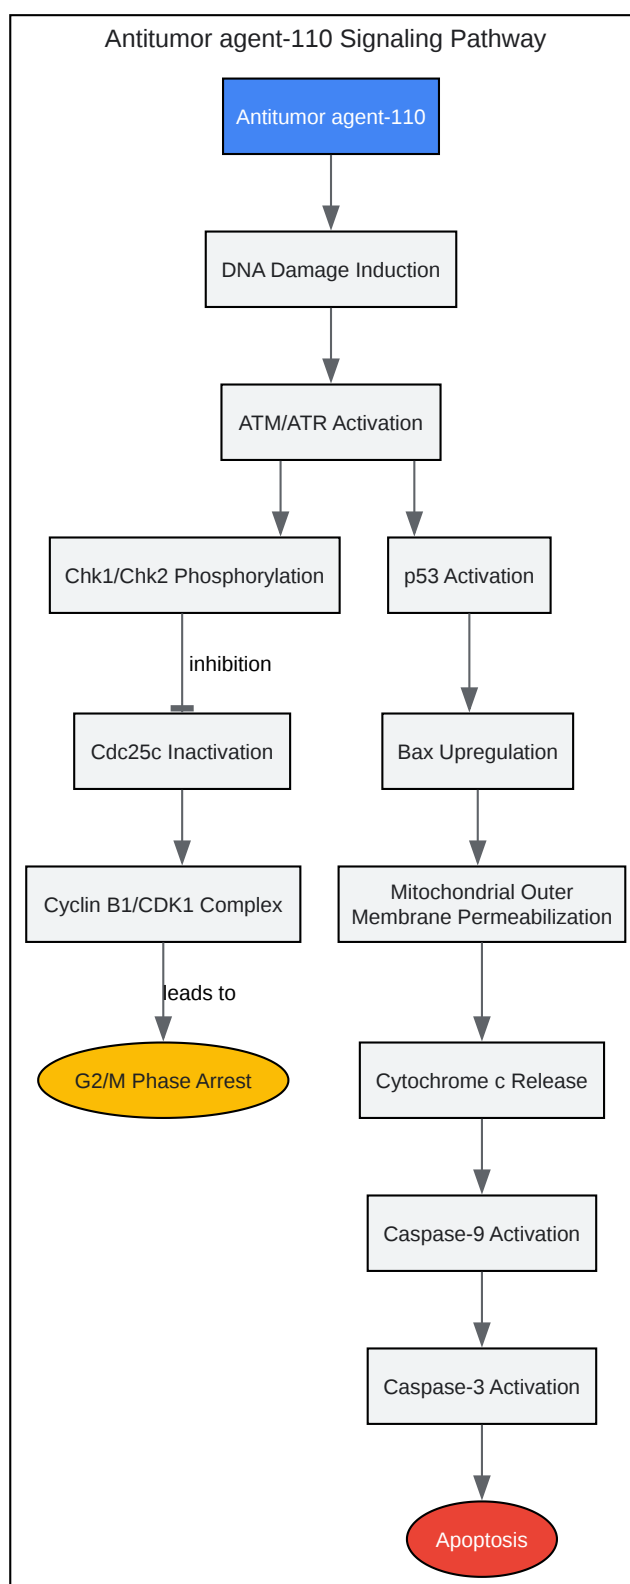 Antitumor agent-110 Signaling Pathway
Antitumor agent-110
DNA Damage Induction
ATM/ATR Activation
Chk1/Chk2 Phosphorylation
p53 Activation
inhibition
Cdc25c Inactivation
Bax Upregulation
Cyclin B1/CDK1 Complex
Mitochondrial Outer
Membrane Permeabilization
leads to
G2/M Phase Arrest
Cytochrome c Release
Caspase-9 Activation
Caspase-3 Activation
Apoptosis